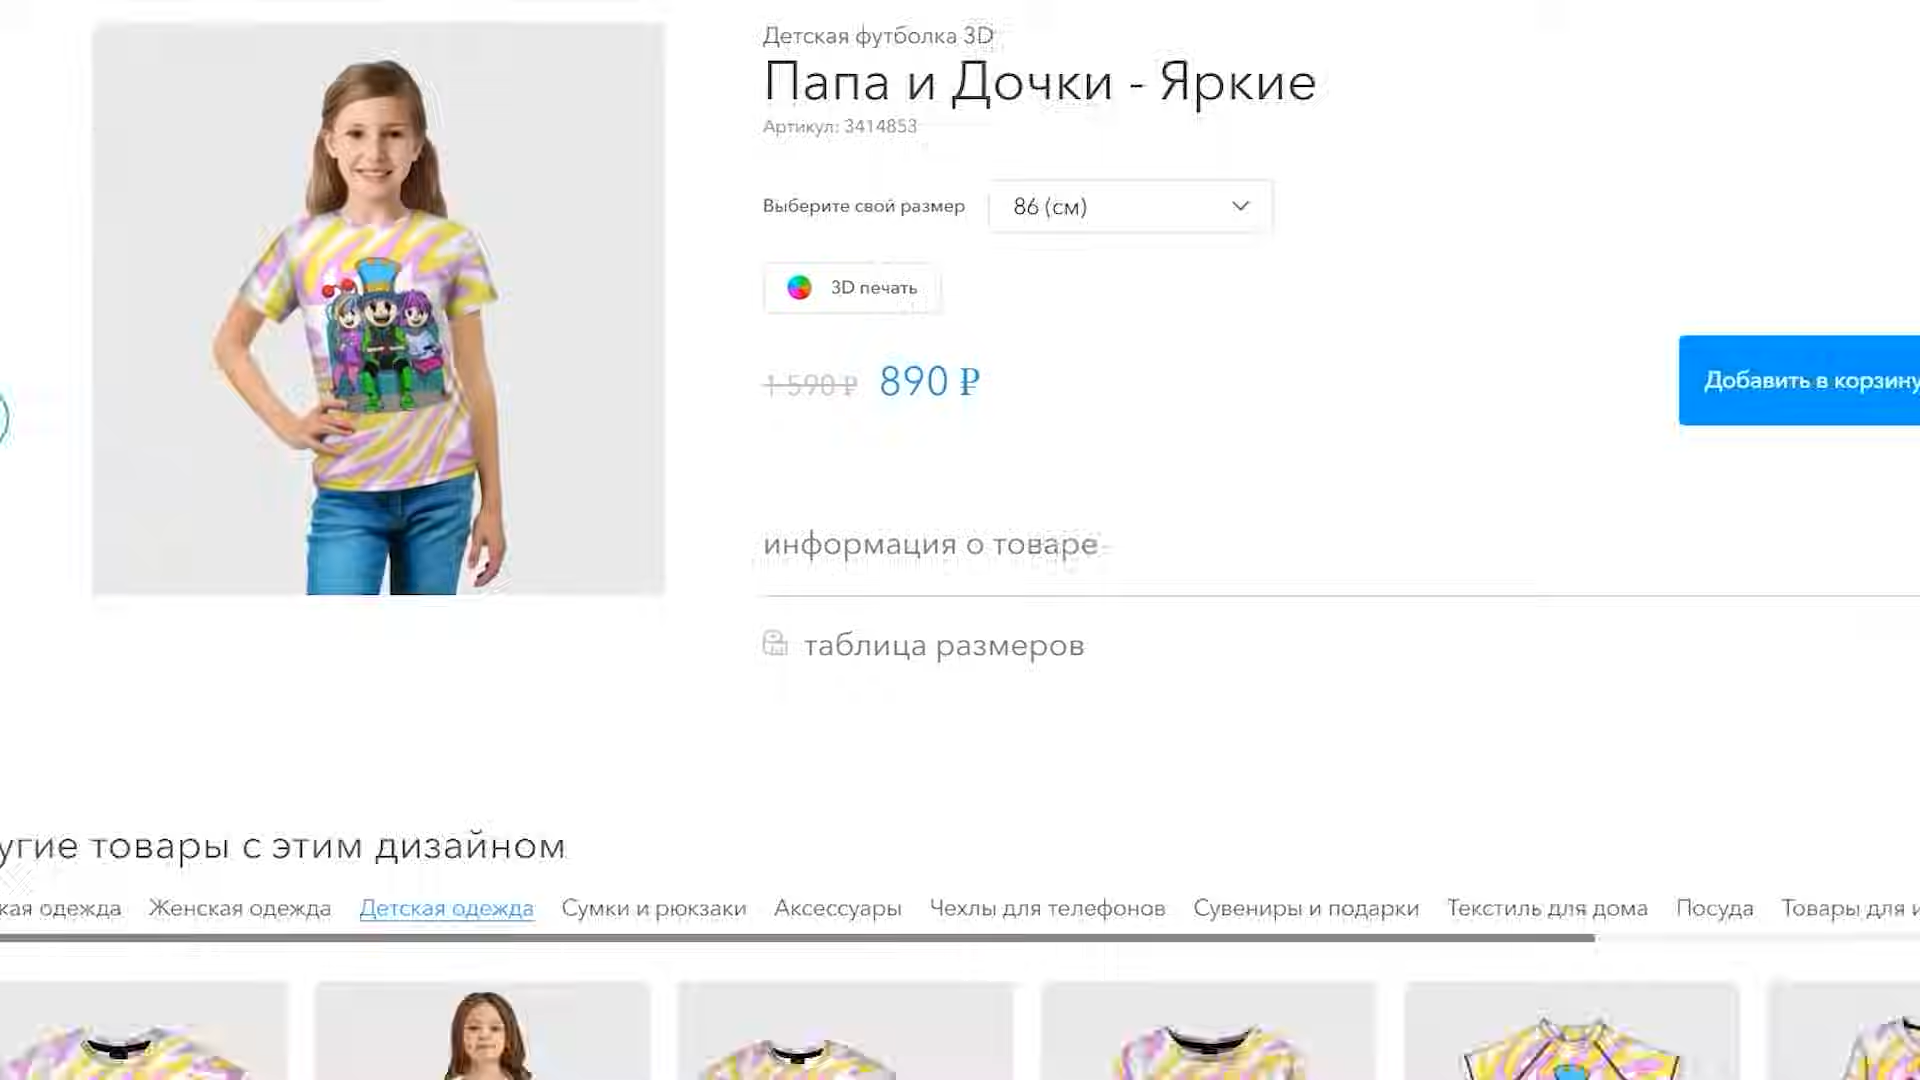 Детская футболка 3D
Папа и Дочки - Яркие
Артикул: 3414853
Выберите свой размер
86 (см)
3D печать
1 590 ₽ 890 ₽
Добавить в корзину
информация о товаре
таблица размеров
угие товары с этим дизайном
кая одежда Женская одежда Детская одежда Сумки и рюкзаки Аксессуары Чехлы для телефонов Сувениры и подарки Текстиль для дома Посуда Товары для и